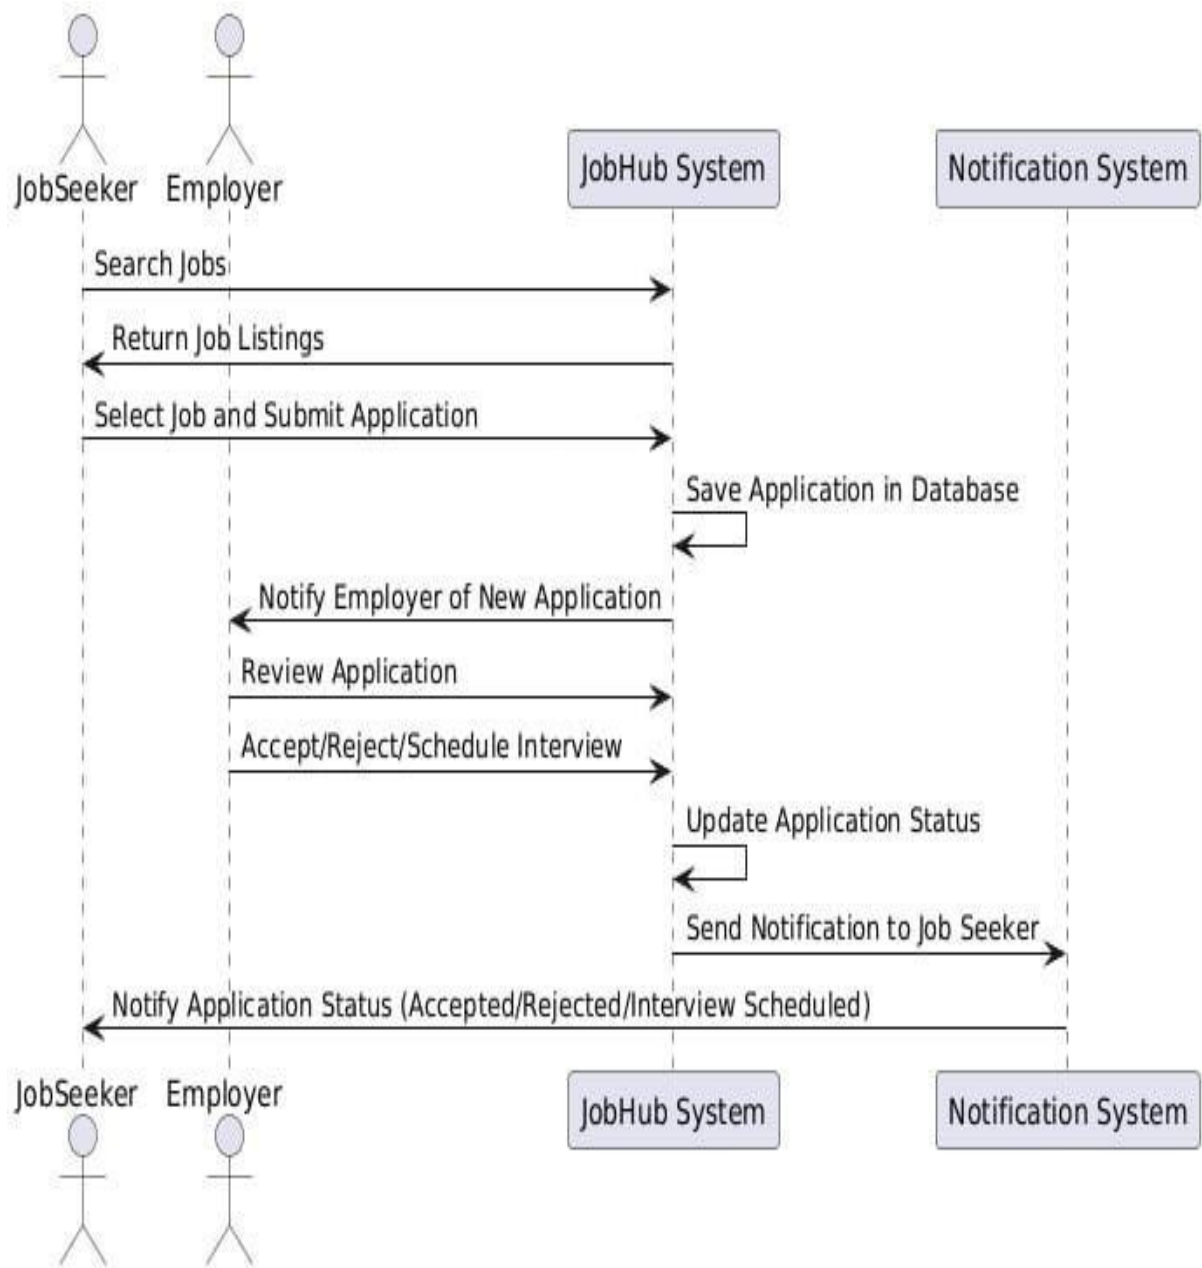 JobSeeker
Employer
JobHub System
Notification System
Search Jobs
Return Job Listings
Select Job and Submit Application
Save Application in Database
Notify Employer of New Application
Review Application
Accept/Reject/Schedule Interview
Update Application Status
Send Notification to Job Seeker
Notify Application Status (Accepted/Rejected/Interview Scheduled)
JobSeeker
Employer
JobHub System
Notification System